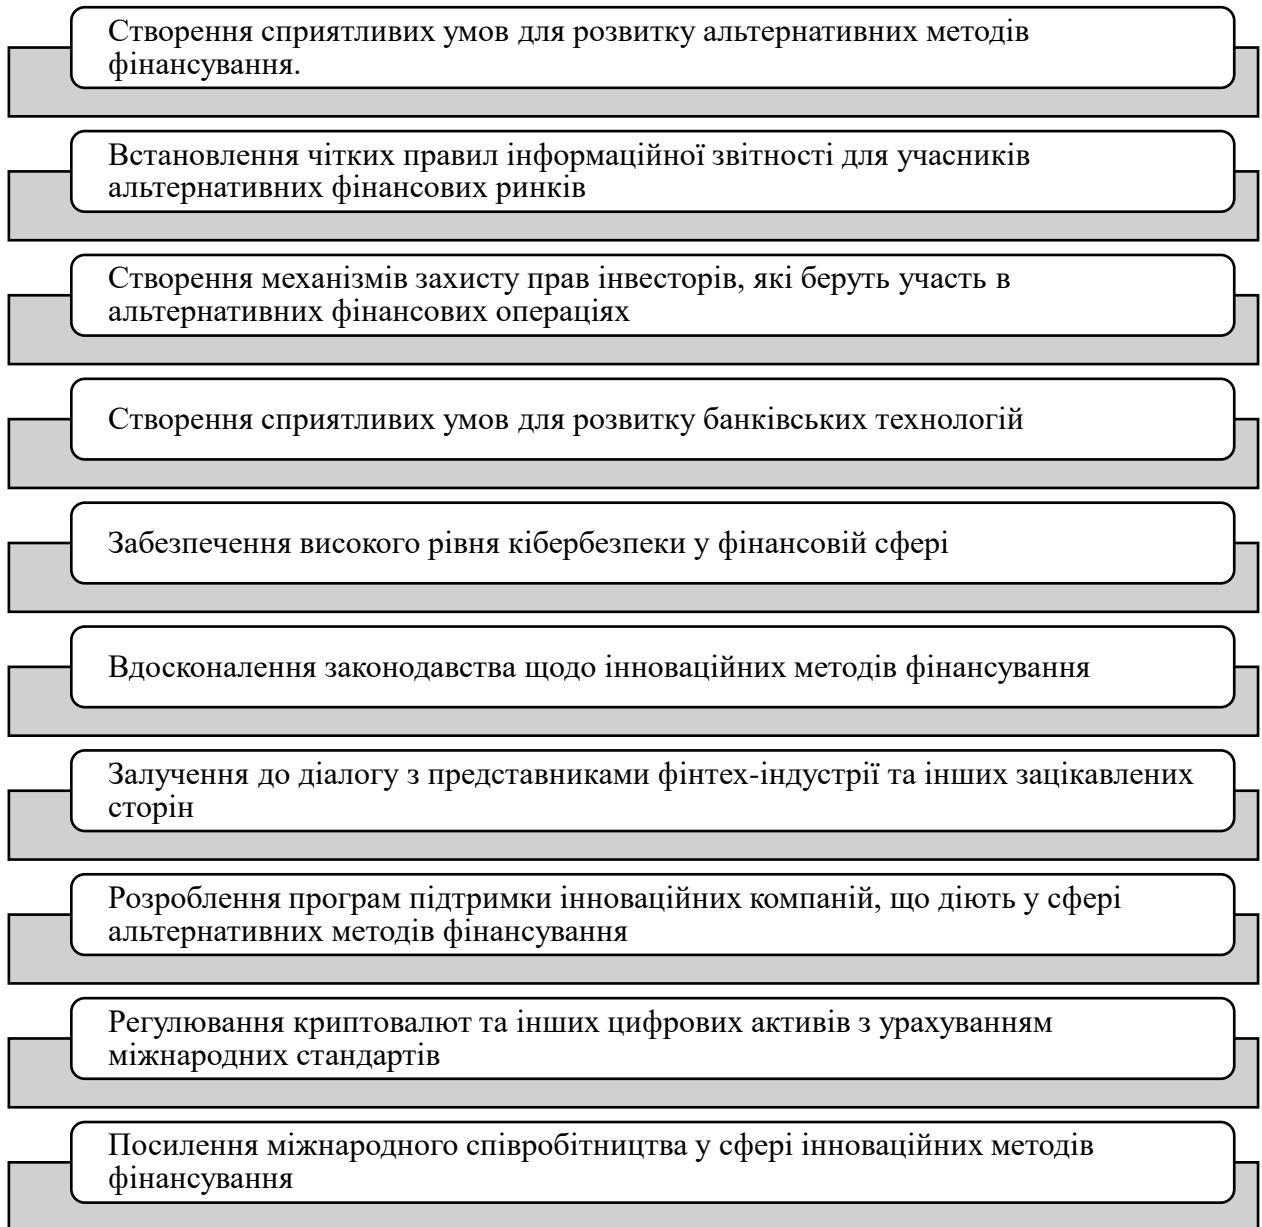 Створення сприятливих умов для розвитку альтернативних методів
фінансування.
Встановлення чітких правил інформаційної звітності для учасників
альтернативних фінансових ринків
Створення механізмів захисту прав інвесторів, які беруть участь в
альтернативних фінансових операціях
Створення сприятливих умов для розвитку банківських технологій
Забезпечення високого рівня кібербезпеки у фінансовій сфері
Вдосконалення законодавства щодо інноваційних методів фінансування
Залучення до діалогу з представниками фінтех-індустрії та інших зацікавлених
сторін
Розроблення програм підтримки інноваційних компаній, що діють у сфері
альтернативних методів фінансування
Регулювання криптовалют та інших цифрових активів з урахуванням
міжнародних стандартів
Посилення міжнародного співробітництва у сфері інноваційних методів
фінансування